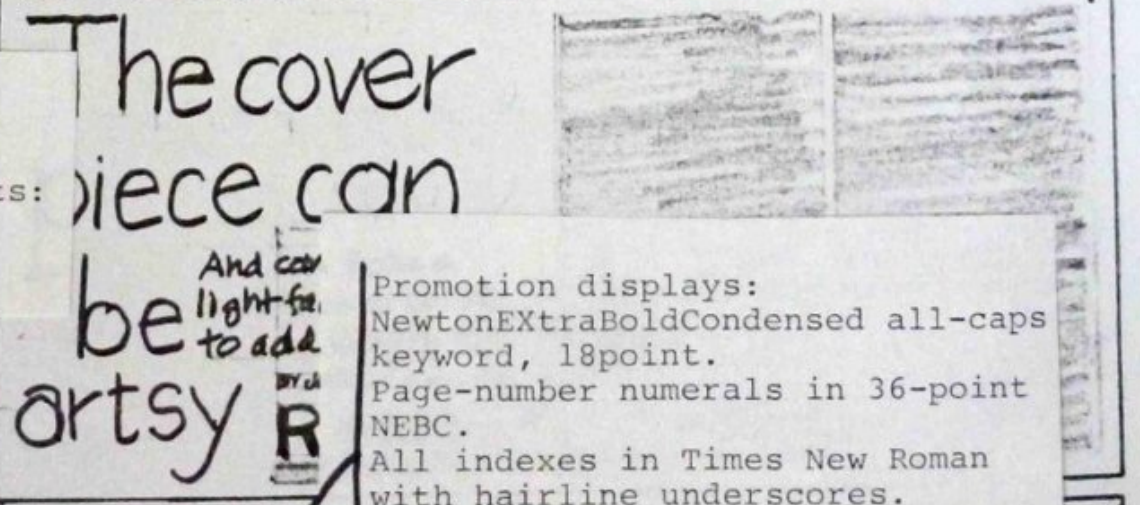 The cover
piece can
be
artsy
And
light
to add
R
Promotion displays:
NewtonEXtraBoldCondensed all-caps
keyword, 18point.
Page-number numerals in 36-point
NEBC.
All indexes in Times New Roman
with hairline underscores.